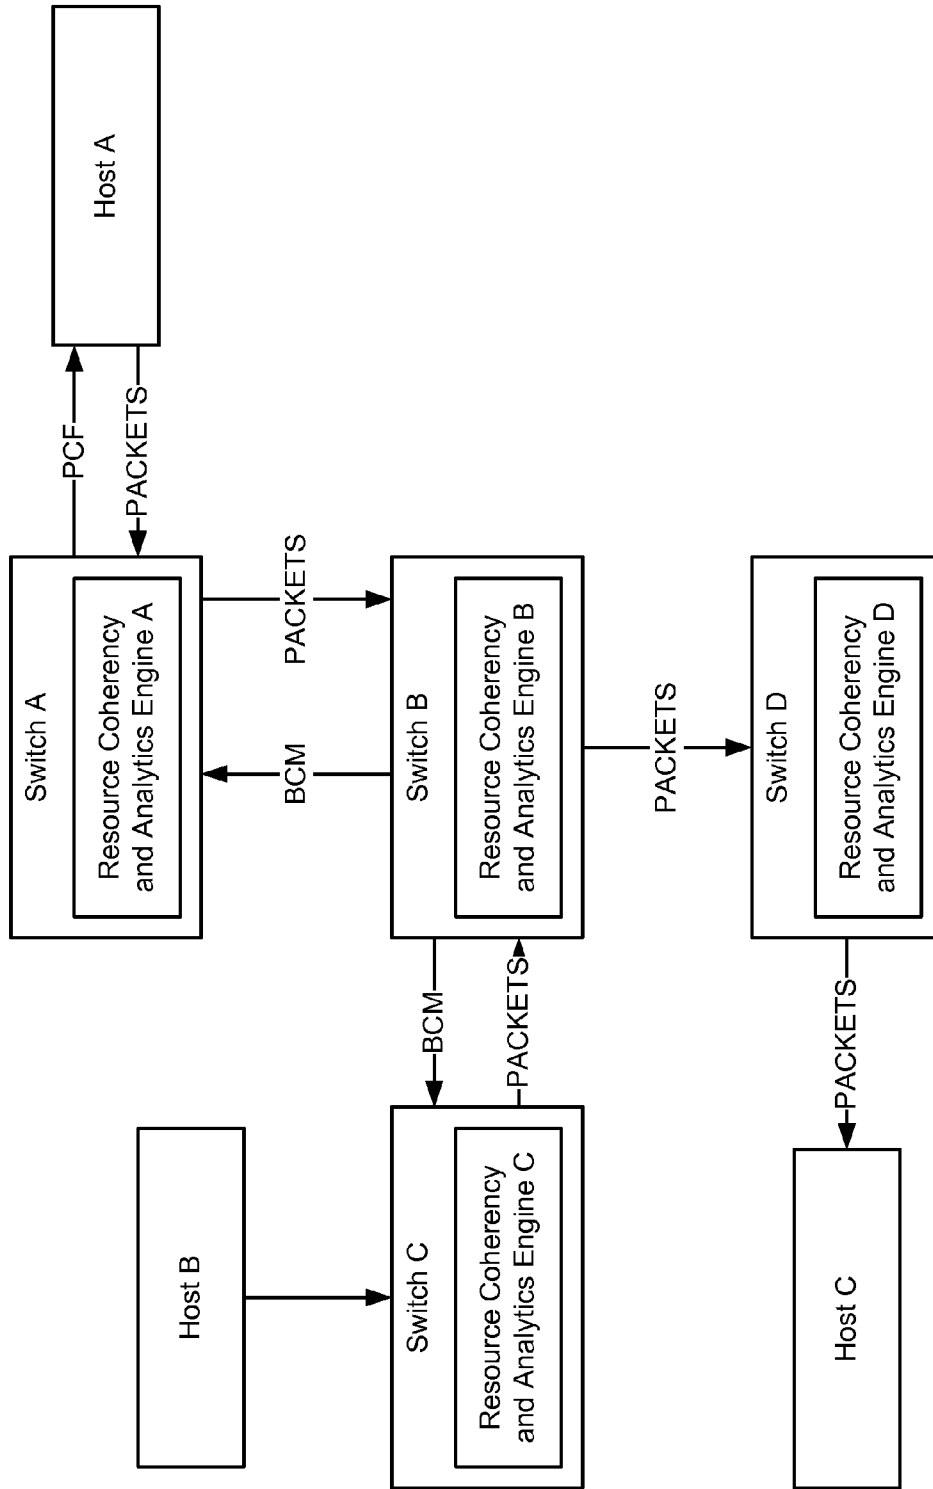 Host A
PCF
PACKETS
Switch A
Resource Coherency
and Analytics Engine A
PACKETS
BCM
Switch B
Resource Coherency
and Analytics Engine B
PACKETS
BCM
PACKETS
Switch D
Resource Coherency
and Analytics Engine D
Host B
Switch C
Resource Coherency
and Analytics Engine C
PACKETS
Host C